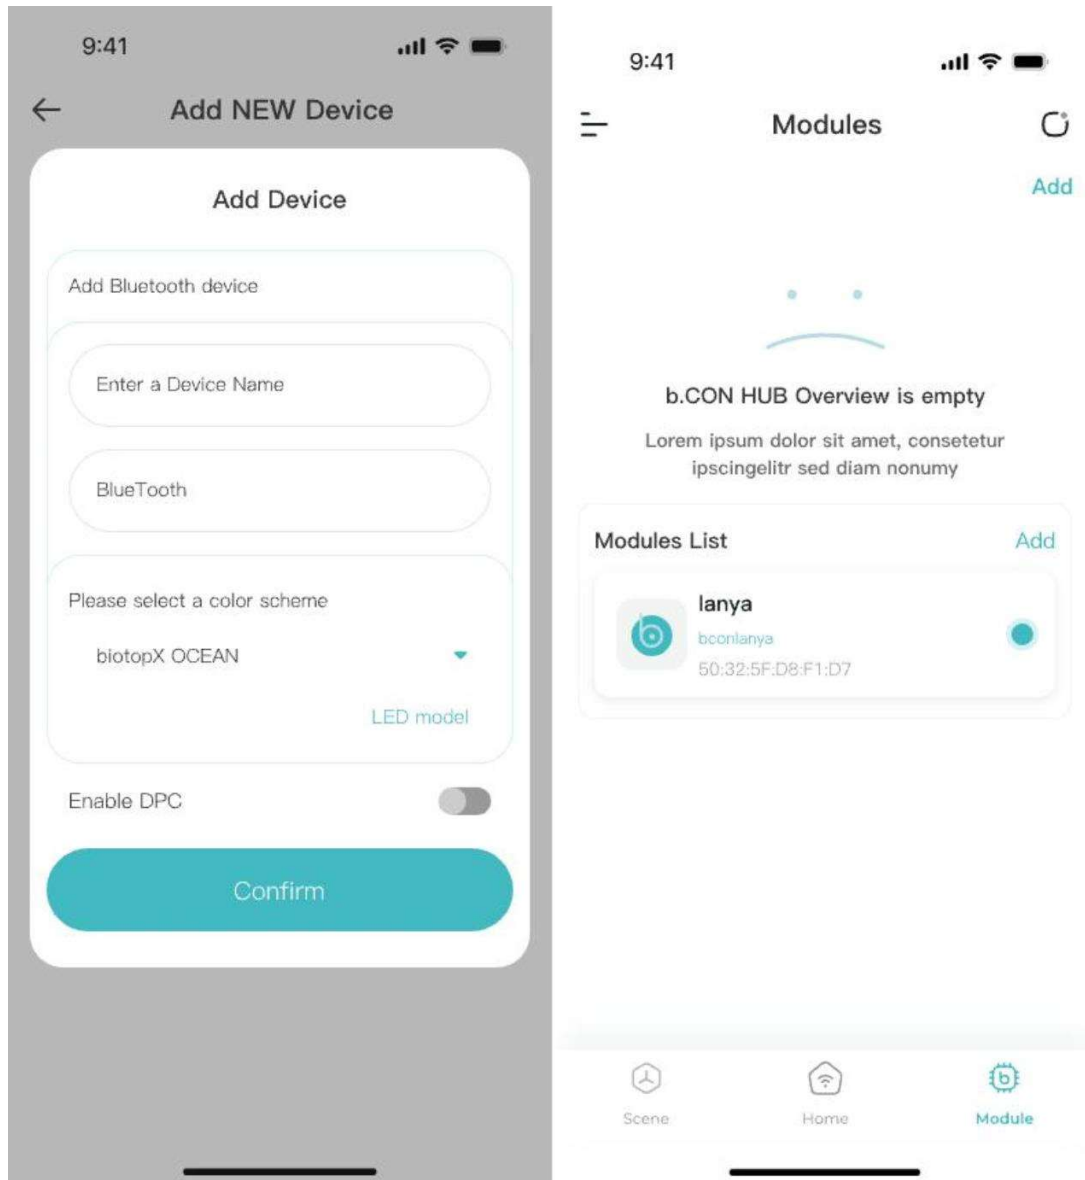 9:41
Add NEW Device
Add Device
Add Bluetooth device
Enter a Device Name
BlueTooth
Please select a color scheme
biotopX OCEAN
LED model
Enable DPC
Confirm
9:41
Modules
Add
b.CON HUB Overview is empty
Lorem ipsum dolor sit amet, consetetur
ipscingelitr sed diam nonumy
Modules List
Add
lanya
bconlanya
50:32:5F:D8:F1:D7
Scene
Home
Module